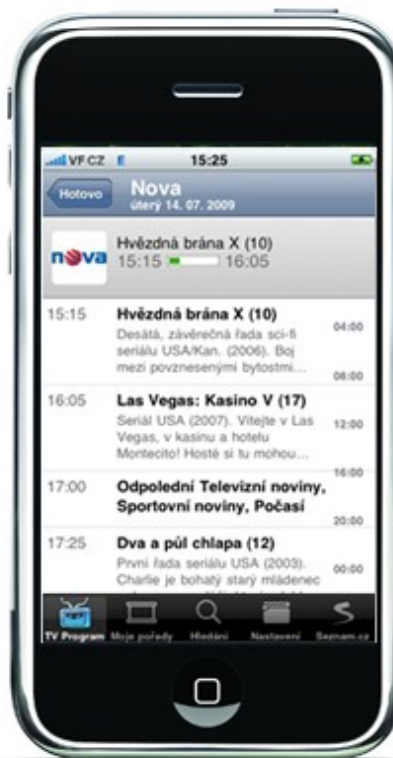 VF CZ E 15:25
Hotovo
Nova
úterý 14. 07. 2009
nova
Hvězdná brána X (10)
15:15 16:05
15:15 Hvězdná brána X (10)
Desátá, závěrečná řada sci-fi
seriálu USA/Kan. (2006). Boj
mezi povznesenými bytostmi...
16:05 Las Vegas: Kasino V (17)
Seriál USA (2007). Vítejte v Las
Vegas, v kasinu a hotelu
Montecito! Hosté si tu mohou...
17:00 Odpolední Televizní noviny,
Sportovní noviny, Počasí
17:25 Dva a půl chlapa (12)
První řada seriálu USA (2003).
Charlie je bohatý starý mládenec
04:00
08:00
12:00
16:00
20:00
00:00
TV Program Moje pořady Hledání Nastavení Seznam.cz